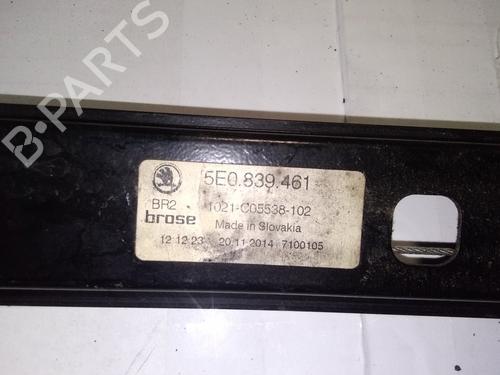 B-PARTS
5E0.839.461
BR2
brose
1021-C05538-102
Made in Slovakia
12:12:23 20.11.2014 7100105